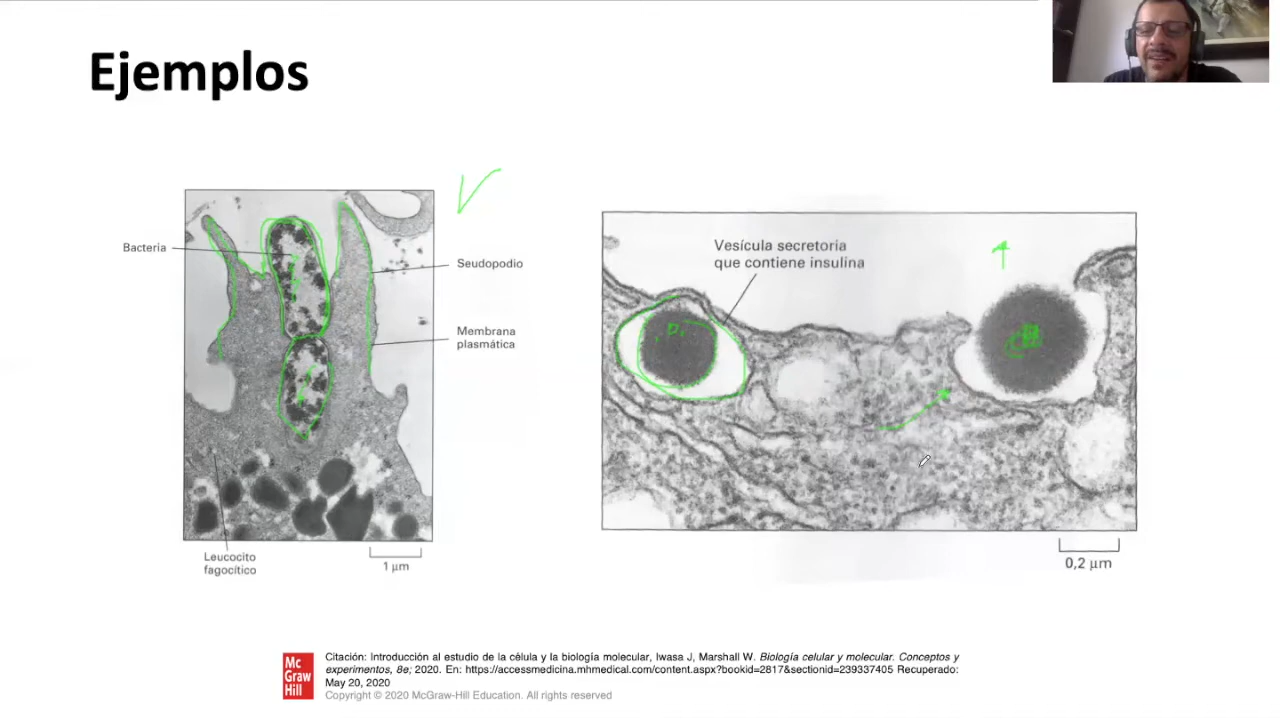 Ejemplos
Bacteria
Seudopodio
Membrana
plasmática
Leucocito
fagocítico
1 µm
Vesícula secretoria
que contiene insulina
0,2 µm
Mc
Graw
Hill
Citación: Introducción al estudio de la célula y la biología molecular, Iwasa J, Marshall W. Biología celular y molecular. Conceptos y
experimentos, 8e; 2020. En: https://accessmedicina.mhmedical.com/content.aspx?bookid=2817&sectionid=239337405 Recuperado:
May 20, 2020
Copyright © 2020 McGraw-Hill Education. All rights reserved